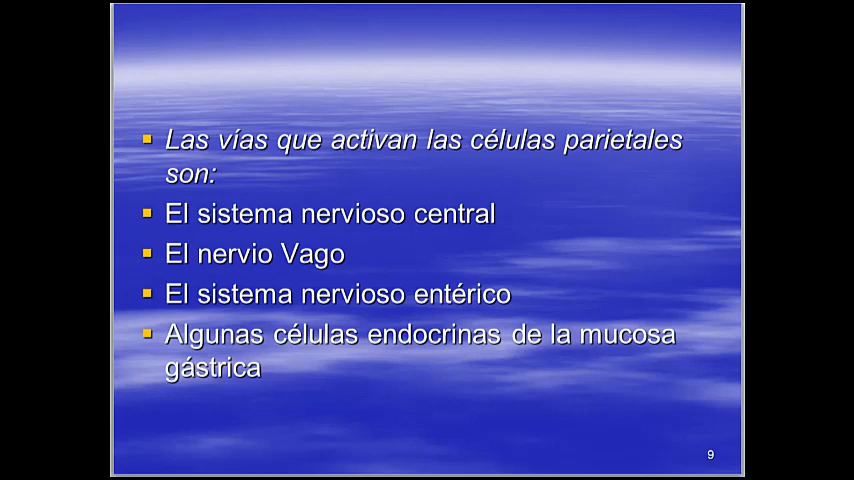 Las vías que activan las células parietales
son:
El sistema nervioso central
El nervio Vago
El sistema nervioso entérico
Algunas células endocrinas de la mucosa
gástrica
9